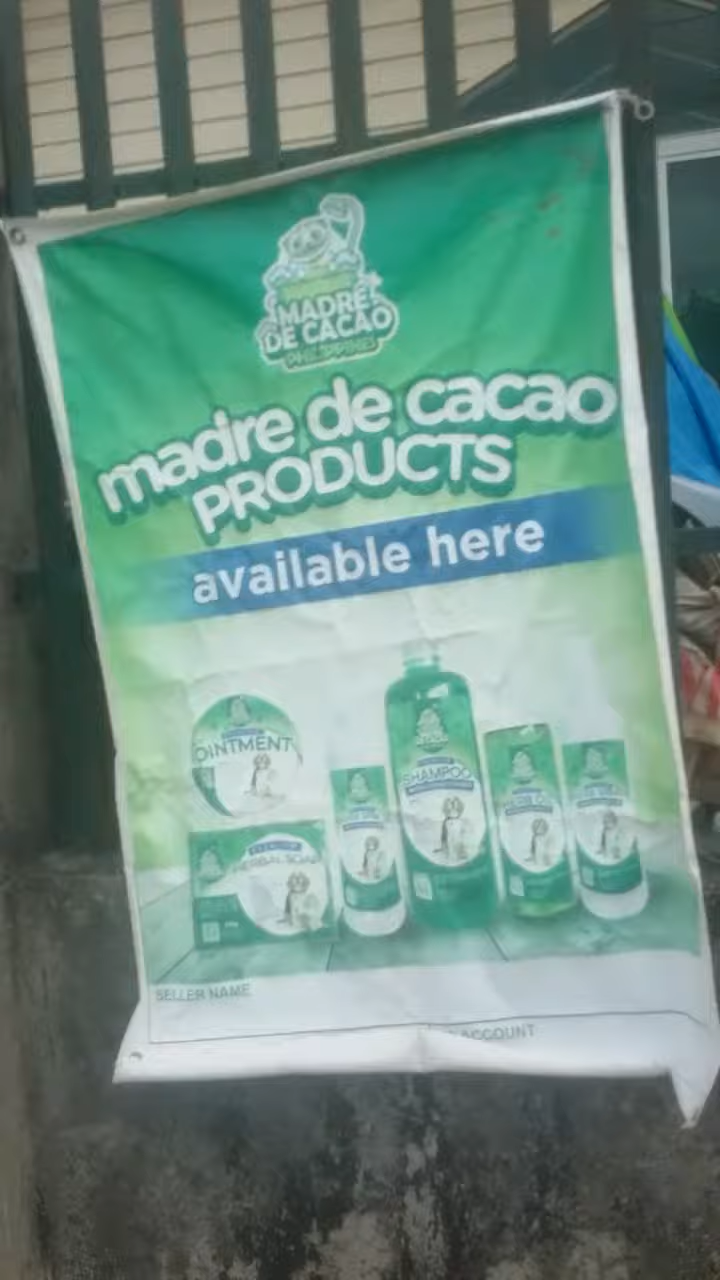 MADRE
DE CACAO
PHILIPPINES
madre de cacao
PRODUCTS
available here
OINTMENT
SHAMPOO
HERBAL SOAP
SELLER NAME
ACCOUNT